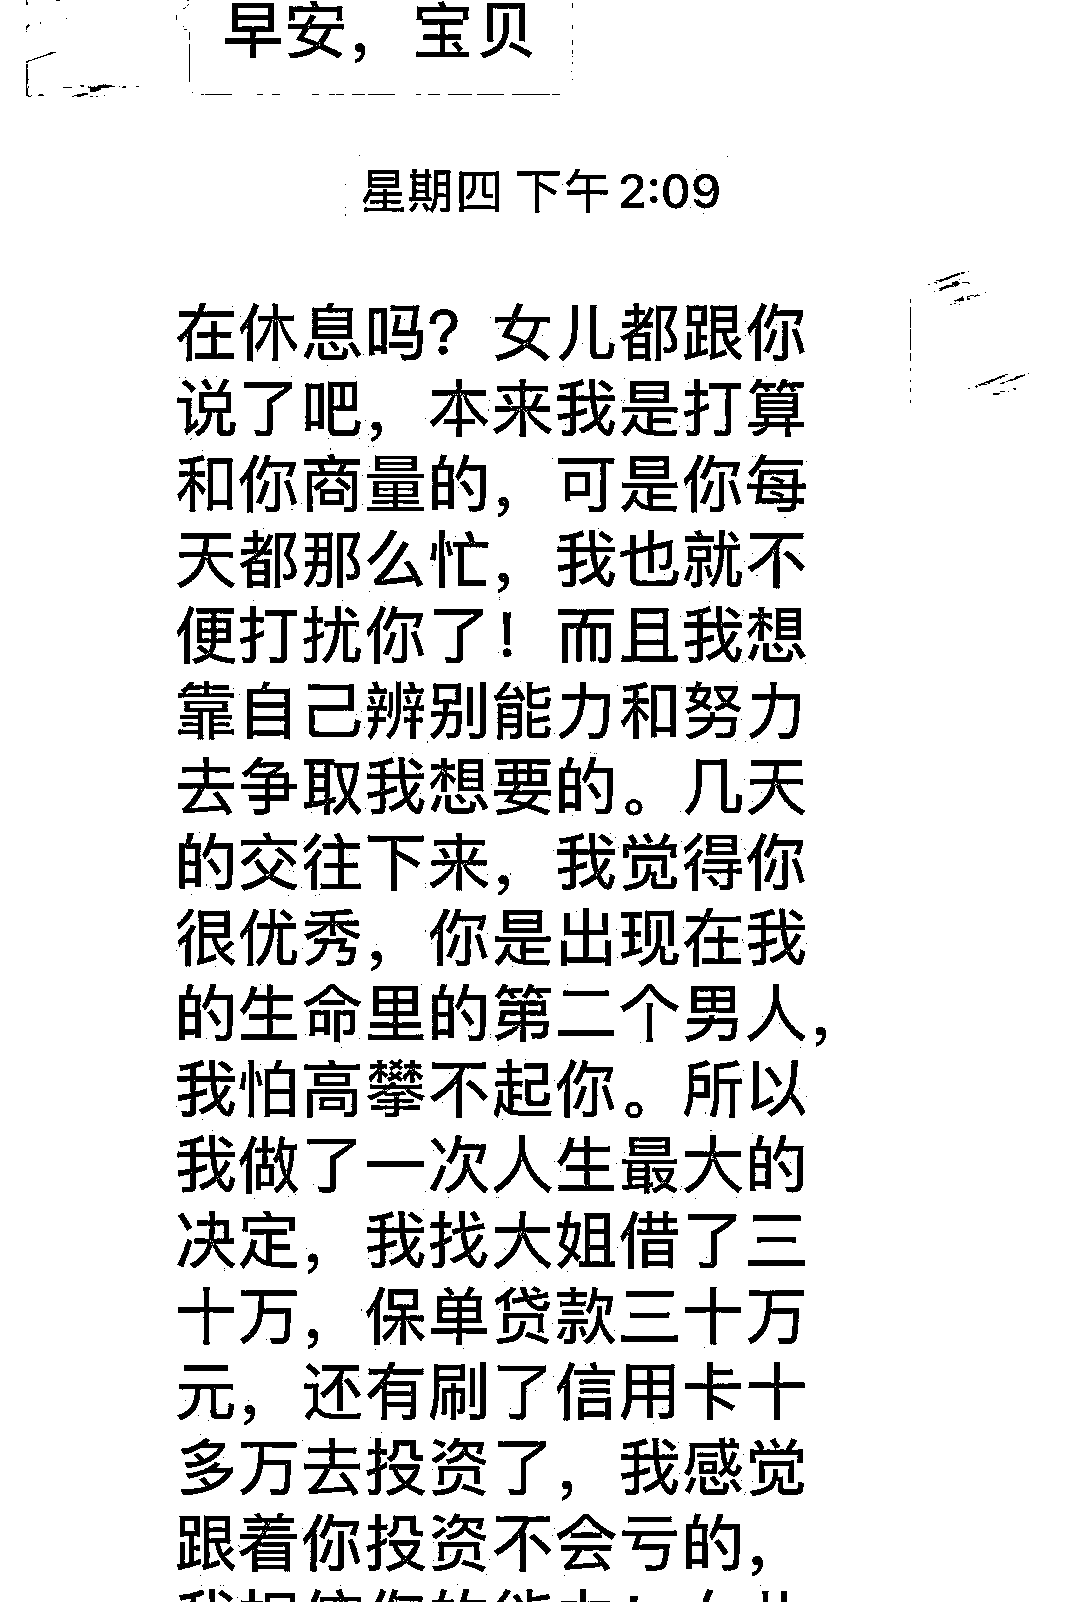 早安，宝贝
星期四 下午 2:09
在休息吗？女儿都跟你
说了吧，本来我是打算
和你商量的，可是你每
天都那么忙，我也就不
便打扰你了！而且我想
靠自己辨别能力和努力
去争取我想要的。几天
的交往下来，我觉得你
很优秀，你是出现在我
的生命里的第二个男人，
我怕高攀不起你。所以
我做了一次人生最大的
决定，我找大姐借了三
十万，保单贷款三十万
元，还有刷了信用卡十
多万去投资了，我感觉
跟着你投资不会亏的，